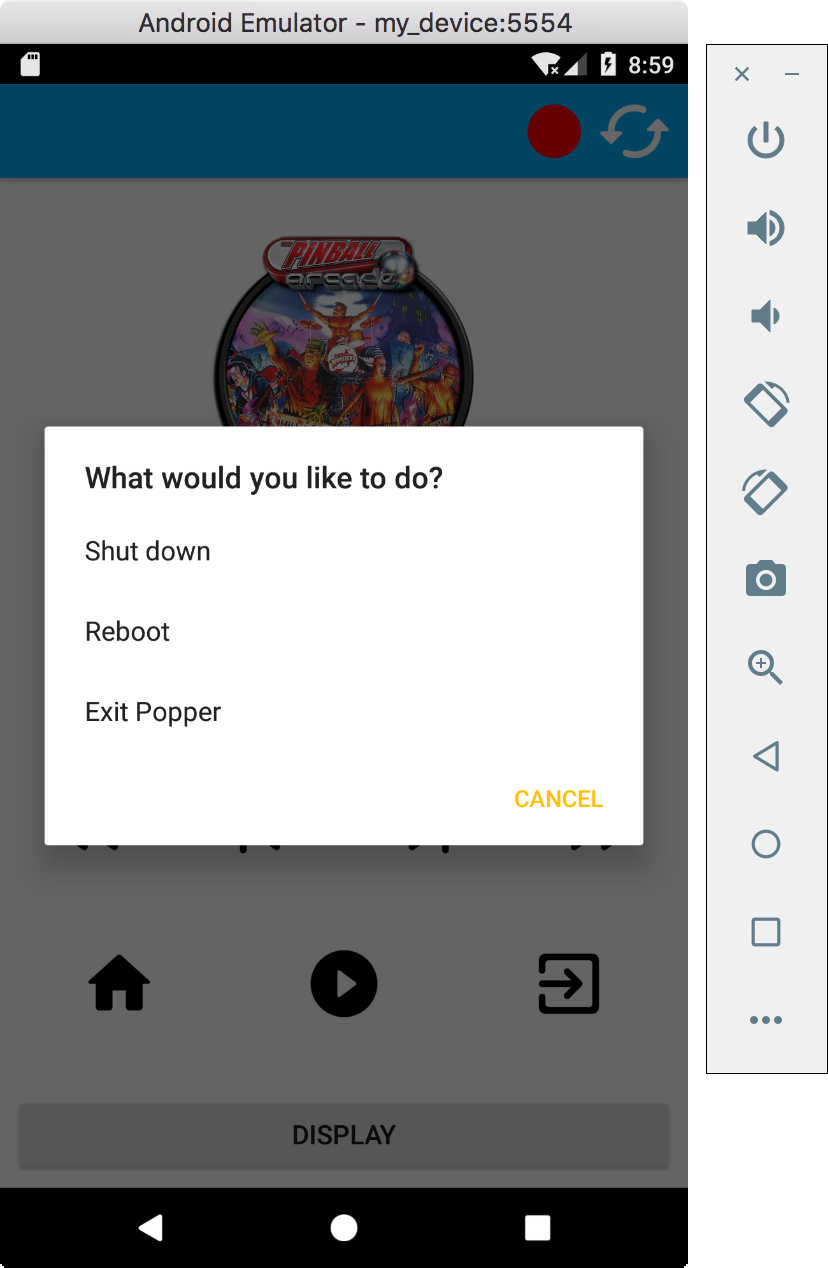 Android Emulator - my_device:5554
8:59
THE PINBALL
arcade
What would you like to do?
Shut down
Reboot
Exit Popper
CANCEL
DISPLAY